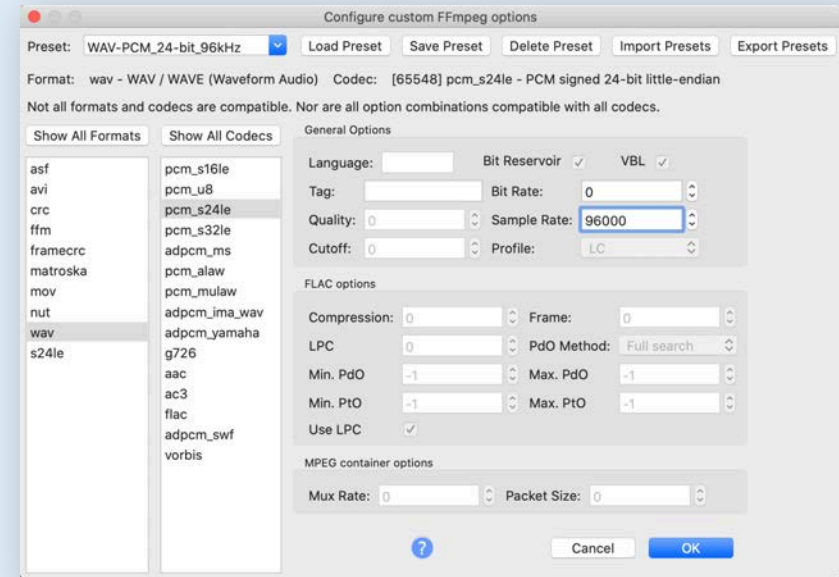 Configure custom FFmpeg options
Preset: WAV-PCM_24-bit_96kHz Load Preset Save Preset Delete Preset Import Presets Export Presets
Format: wav - WAV / WAVE (Waveform Audio) Codec: [65548] pcm_s24le - PCM signed 24-bit little-endian
Not all formats and codecs are compatible. Nor are all option combinations compatible with all codecs.
Show All Formats
asf
avi
crc
ffm
framecrc
matroska
mov
nut
wav
s24le
Show All Codecs
pcm_s16le
pcm_u8
pcm_s24le
pcm_s32le
adpcm_ms
pcm_alaw
pcm_mulaw
adpcm_ima_wav
adpcm_yamaha
g726
aac
ac3
flac
adpcm_swf
vorbis
General Options
Language: Bit Reservoir VBL
Tag: Bit Rate: 0
Quality: 0 Sample Rate: 96000
Cutoff: 0 Profile: LC
FLAC options
Compression: 0 Frame: 0
LPC 0 PdO Method: Full search
Min. PdO -1 Max. PdO -1
Min. PtO -1 Max. PtO -1
Use LPC
MPEG container options
Mux Rate: 0 Packet Size: 0
? Cancel OK